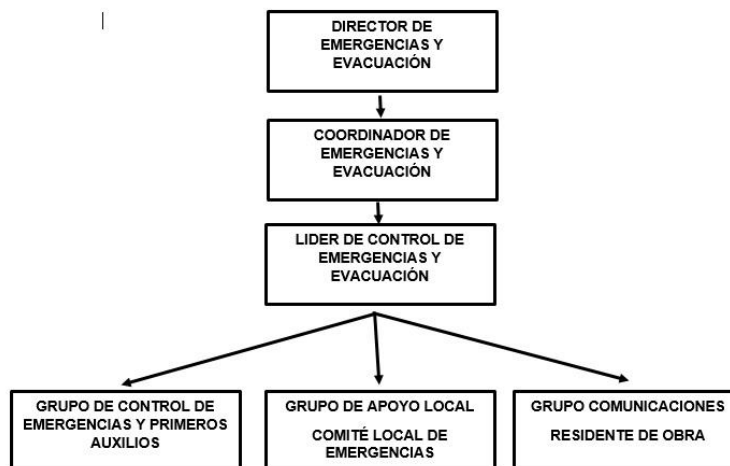 DIRECTOR DE
EMERGENCIAS Y
EVACUACIÓN
COORDINADOR DE
EMERGENCIAS Y
EVACUACIÓN
LIDER DE CONTROL DE
EMERGENCIAS Y
EVACUACIÓN
GRUPO DE CONTROL DE
EMERGENCIAS Y PRIMEROS
AUXILIOS
GRUPO DE APOYO LOCAL
COMITÉ LOCAL DE
EMERGENCIAS
GRUPO COMUNICACIONES
RESIDENTE DE OBRA